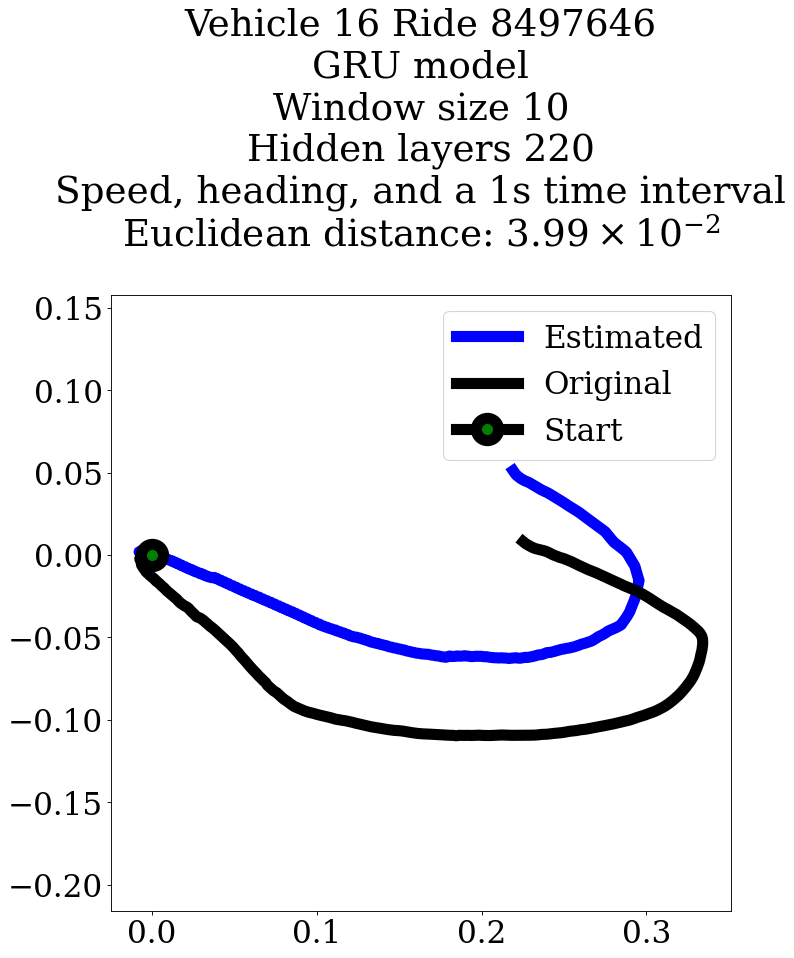 Vehicle 16 Ride 8497646
GRU model
Window size 10
Hidden layers 220
Speed, heading, and a 1s time interval
Euclidean distance: 3.99 × 10⁻²
Estimated
Original
Start
0.15
0.10
0.05
0.00
−0.05
−0.10
−0.15
−0.20
0.0 0.1 0.2 0.3